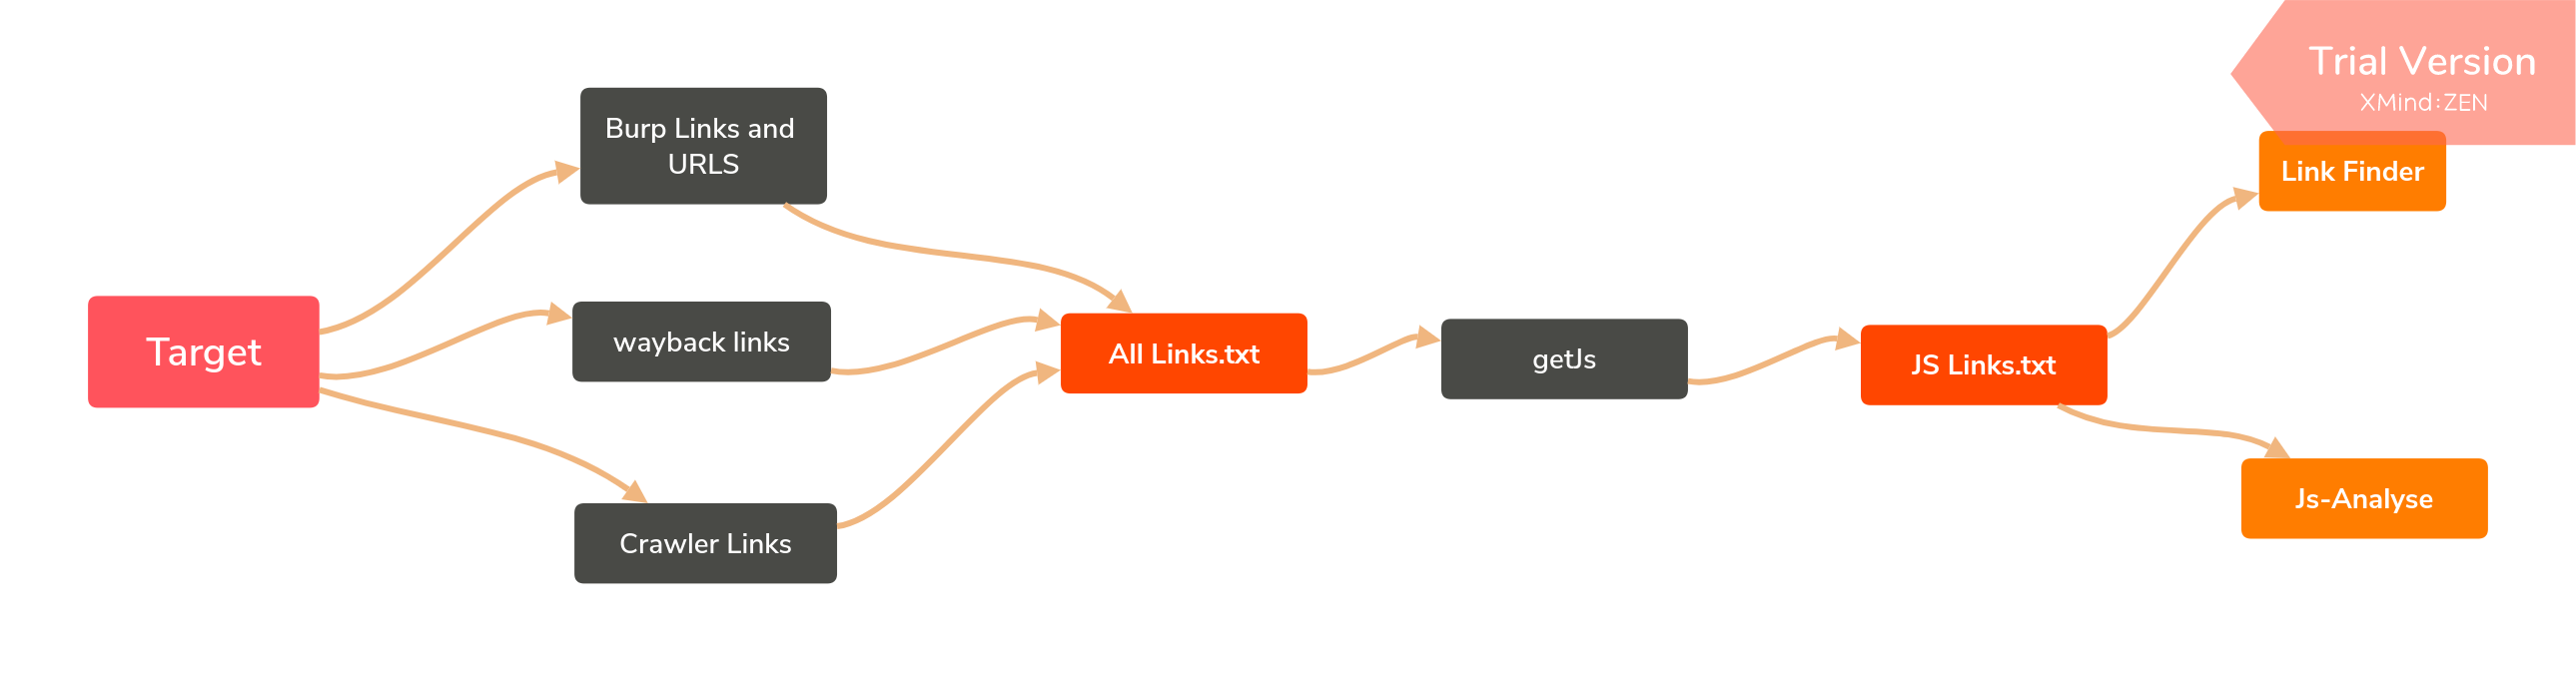 Trial Version
XMind:ZEN
Burp Links and
URLS
Link Finder
Target
wayback links
All Links.txt
getJs
JS Links.txt
Js-Analyse
Crawler Links